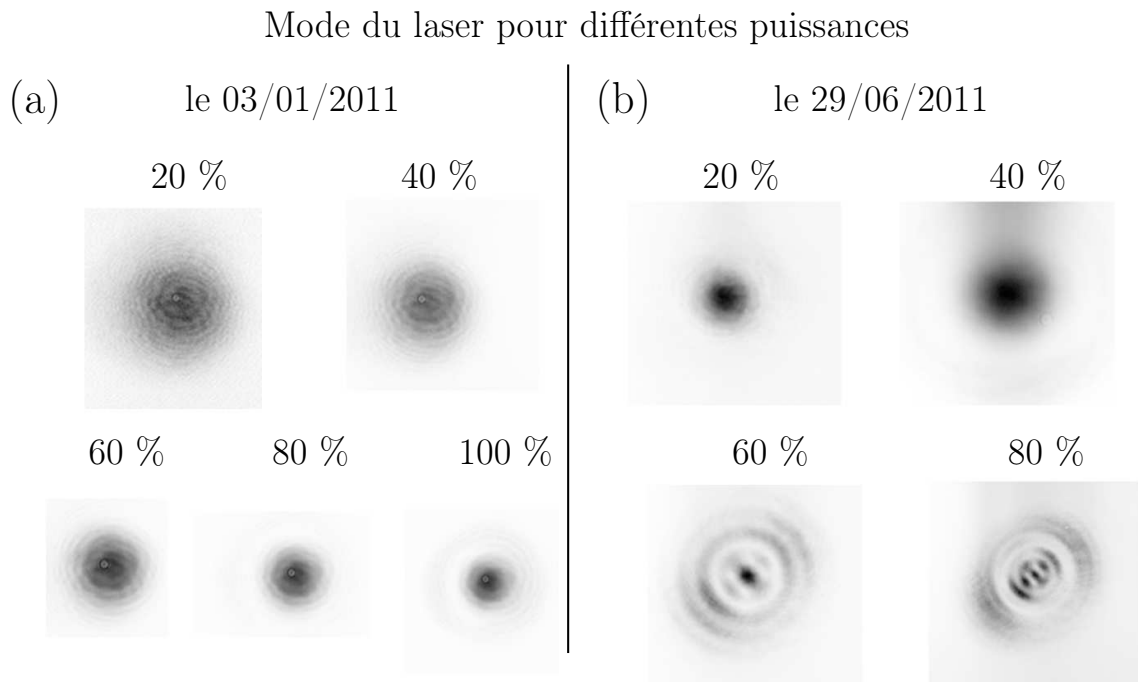 Mode du laser pour différentes puissances
(a) le 03/01/2011
20 % 40 %
60 % 80 % 100 %
(b) le 29/06/2011
20 % 40 %
60 % 80 %